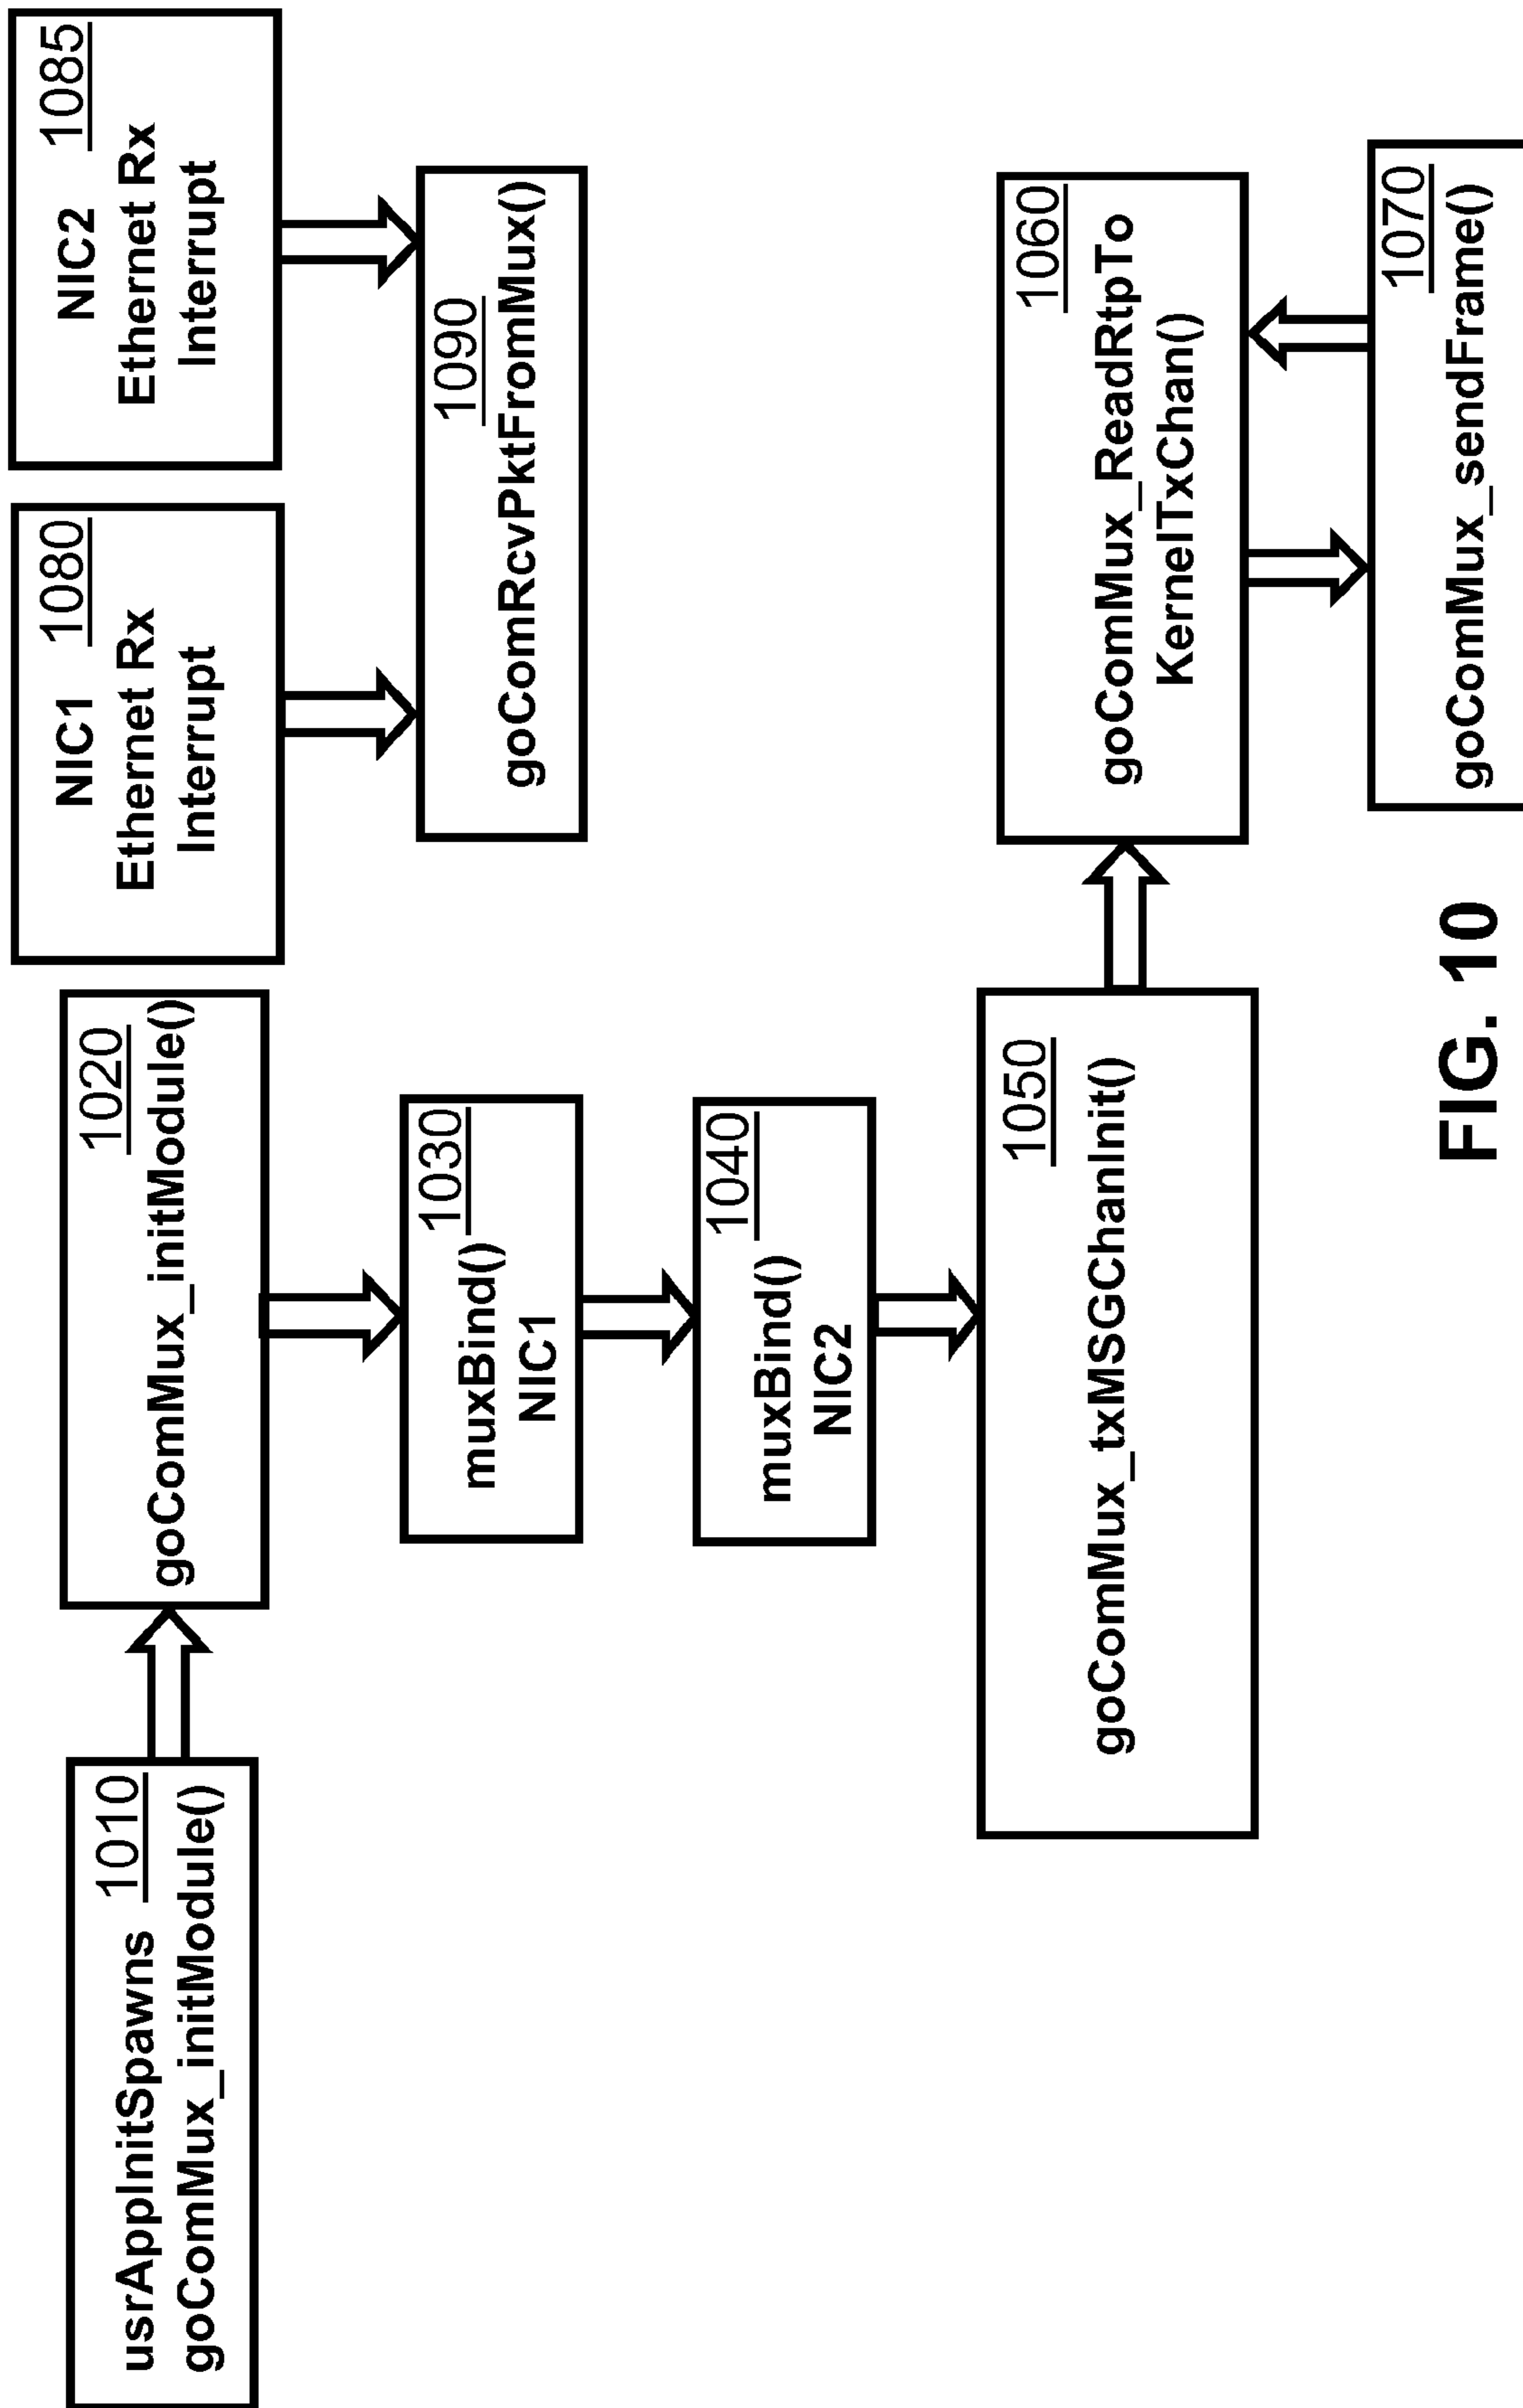 usrAppInitSpawns 1010
goComMux_initModule()
1020
goComMux_initModule()
1030
muxBind()
NIC1
1040
muxBind()
NIC2
1050
goComMux_txMSGChanInit()
1060
goComMux_ReadRtpTo
KernelTxChan()
1070
goComMux_sendFrame()
NIC1 1080
Ethernet Rx
Interrupt
NIC2 1085
Ethernet Rx
Interrupt
1090
goComRcvPktFromMux()
FIG. 10